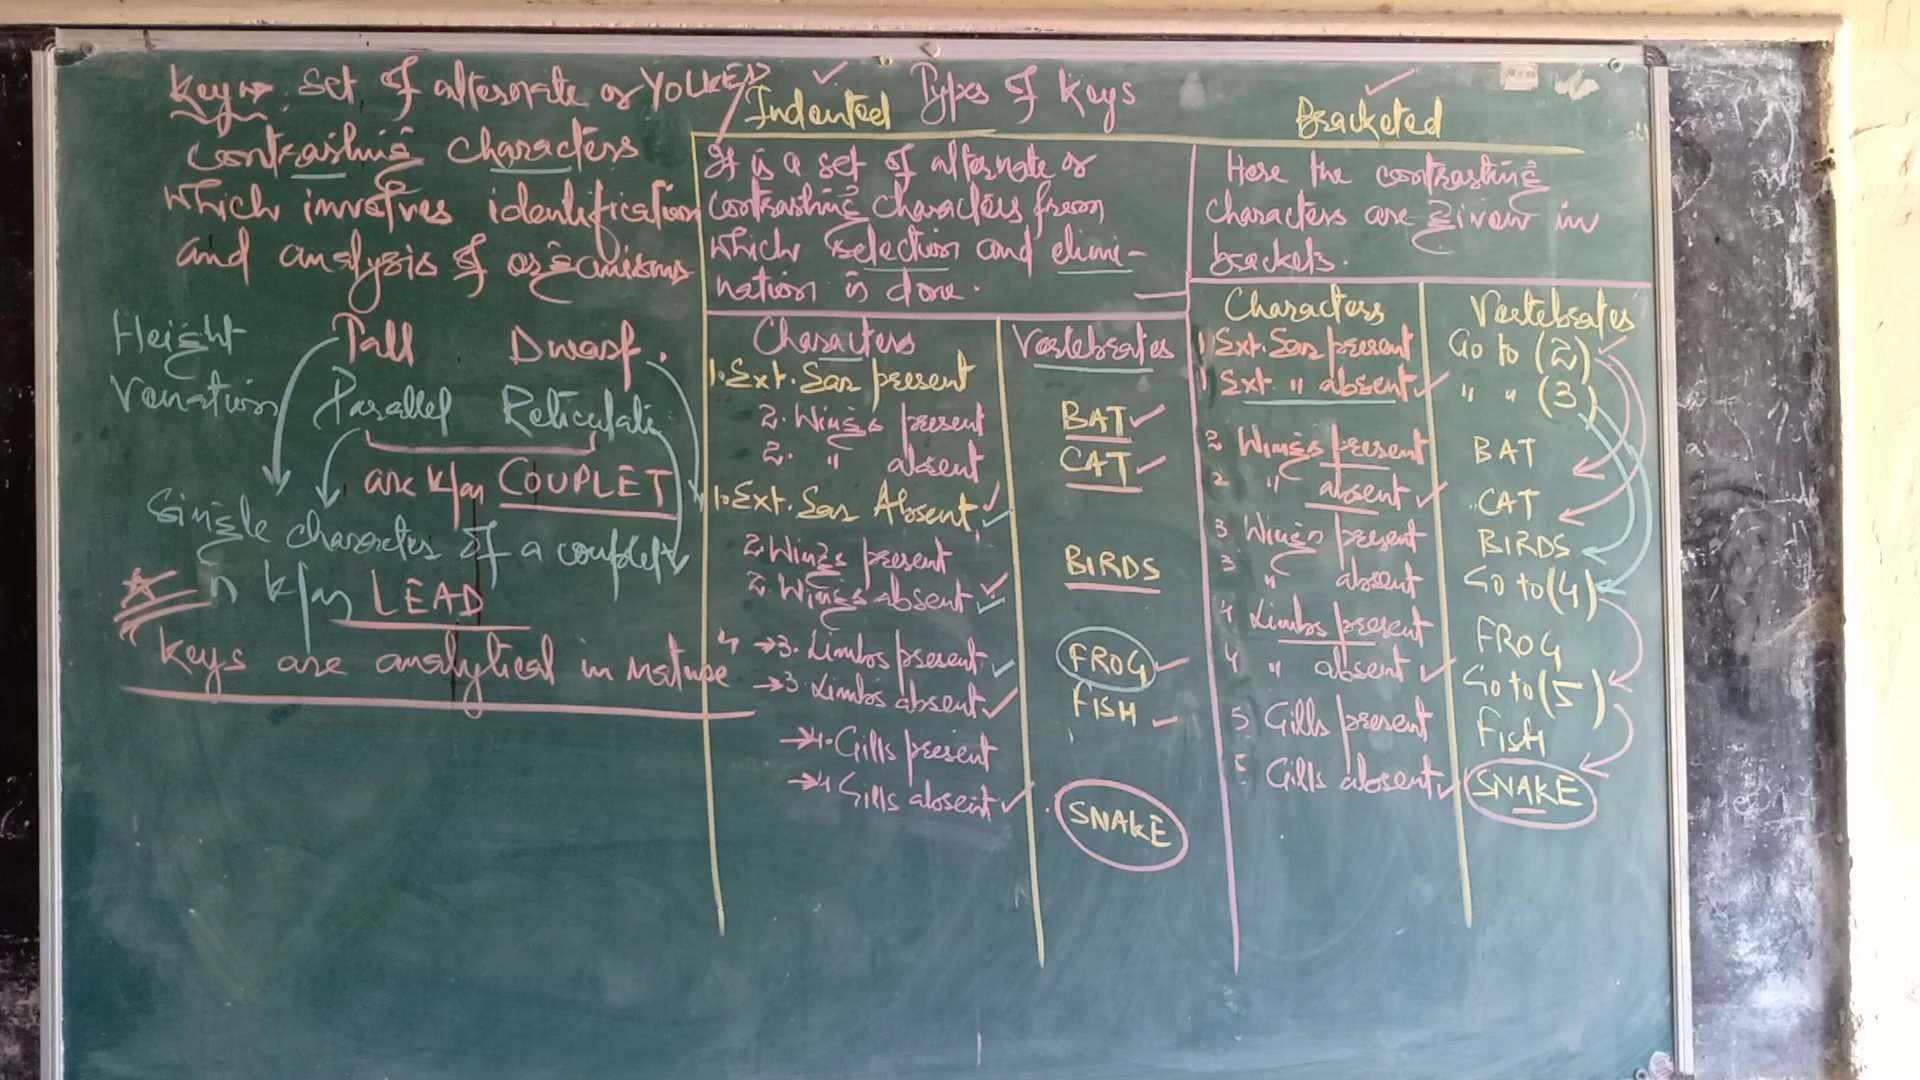 Key → set of alternate or YOLKED
contrasting characters
which involves identification
and analysis of organisms
Height Tall Dwarf.
Venation Parallel Reticulate
are k/as COUPLET
Single character of a couplet
is k/as LEAD
Keys are analytical in nature
Types of Keys
Indented
It is a set of alternate or
contrasting characters from
which selection and elimi-
nation is done.
Characters Vertebrates
1. Ext. Ear present
2. Wings present BAT
2. " absent CAT
1. Ext. Ear Absent
2. Wings present BIRDS
2. Wings absent
→3. Limbs present FROG
→3. Limbs absent FISH
→4. Gills present
→4 Gills absent SNAKE
Bracketed
Here the contrasting
characters are given in
brackets.
Characters Vertebrates
1 Ext. Ear present Go to (2)
1 Ext. " absent " " (3)
2 Wings present BAT
2 " absent CAT
3 Wings present BIRDS
3 " absent Go to (4)
4 Limbs present FROG
4 " absent Go to (5)
5 Gills present FISH
5 Gills absent SNAKE